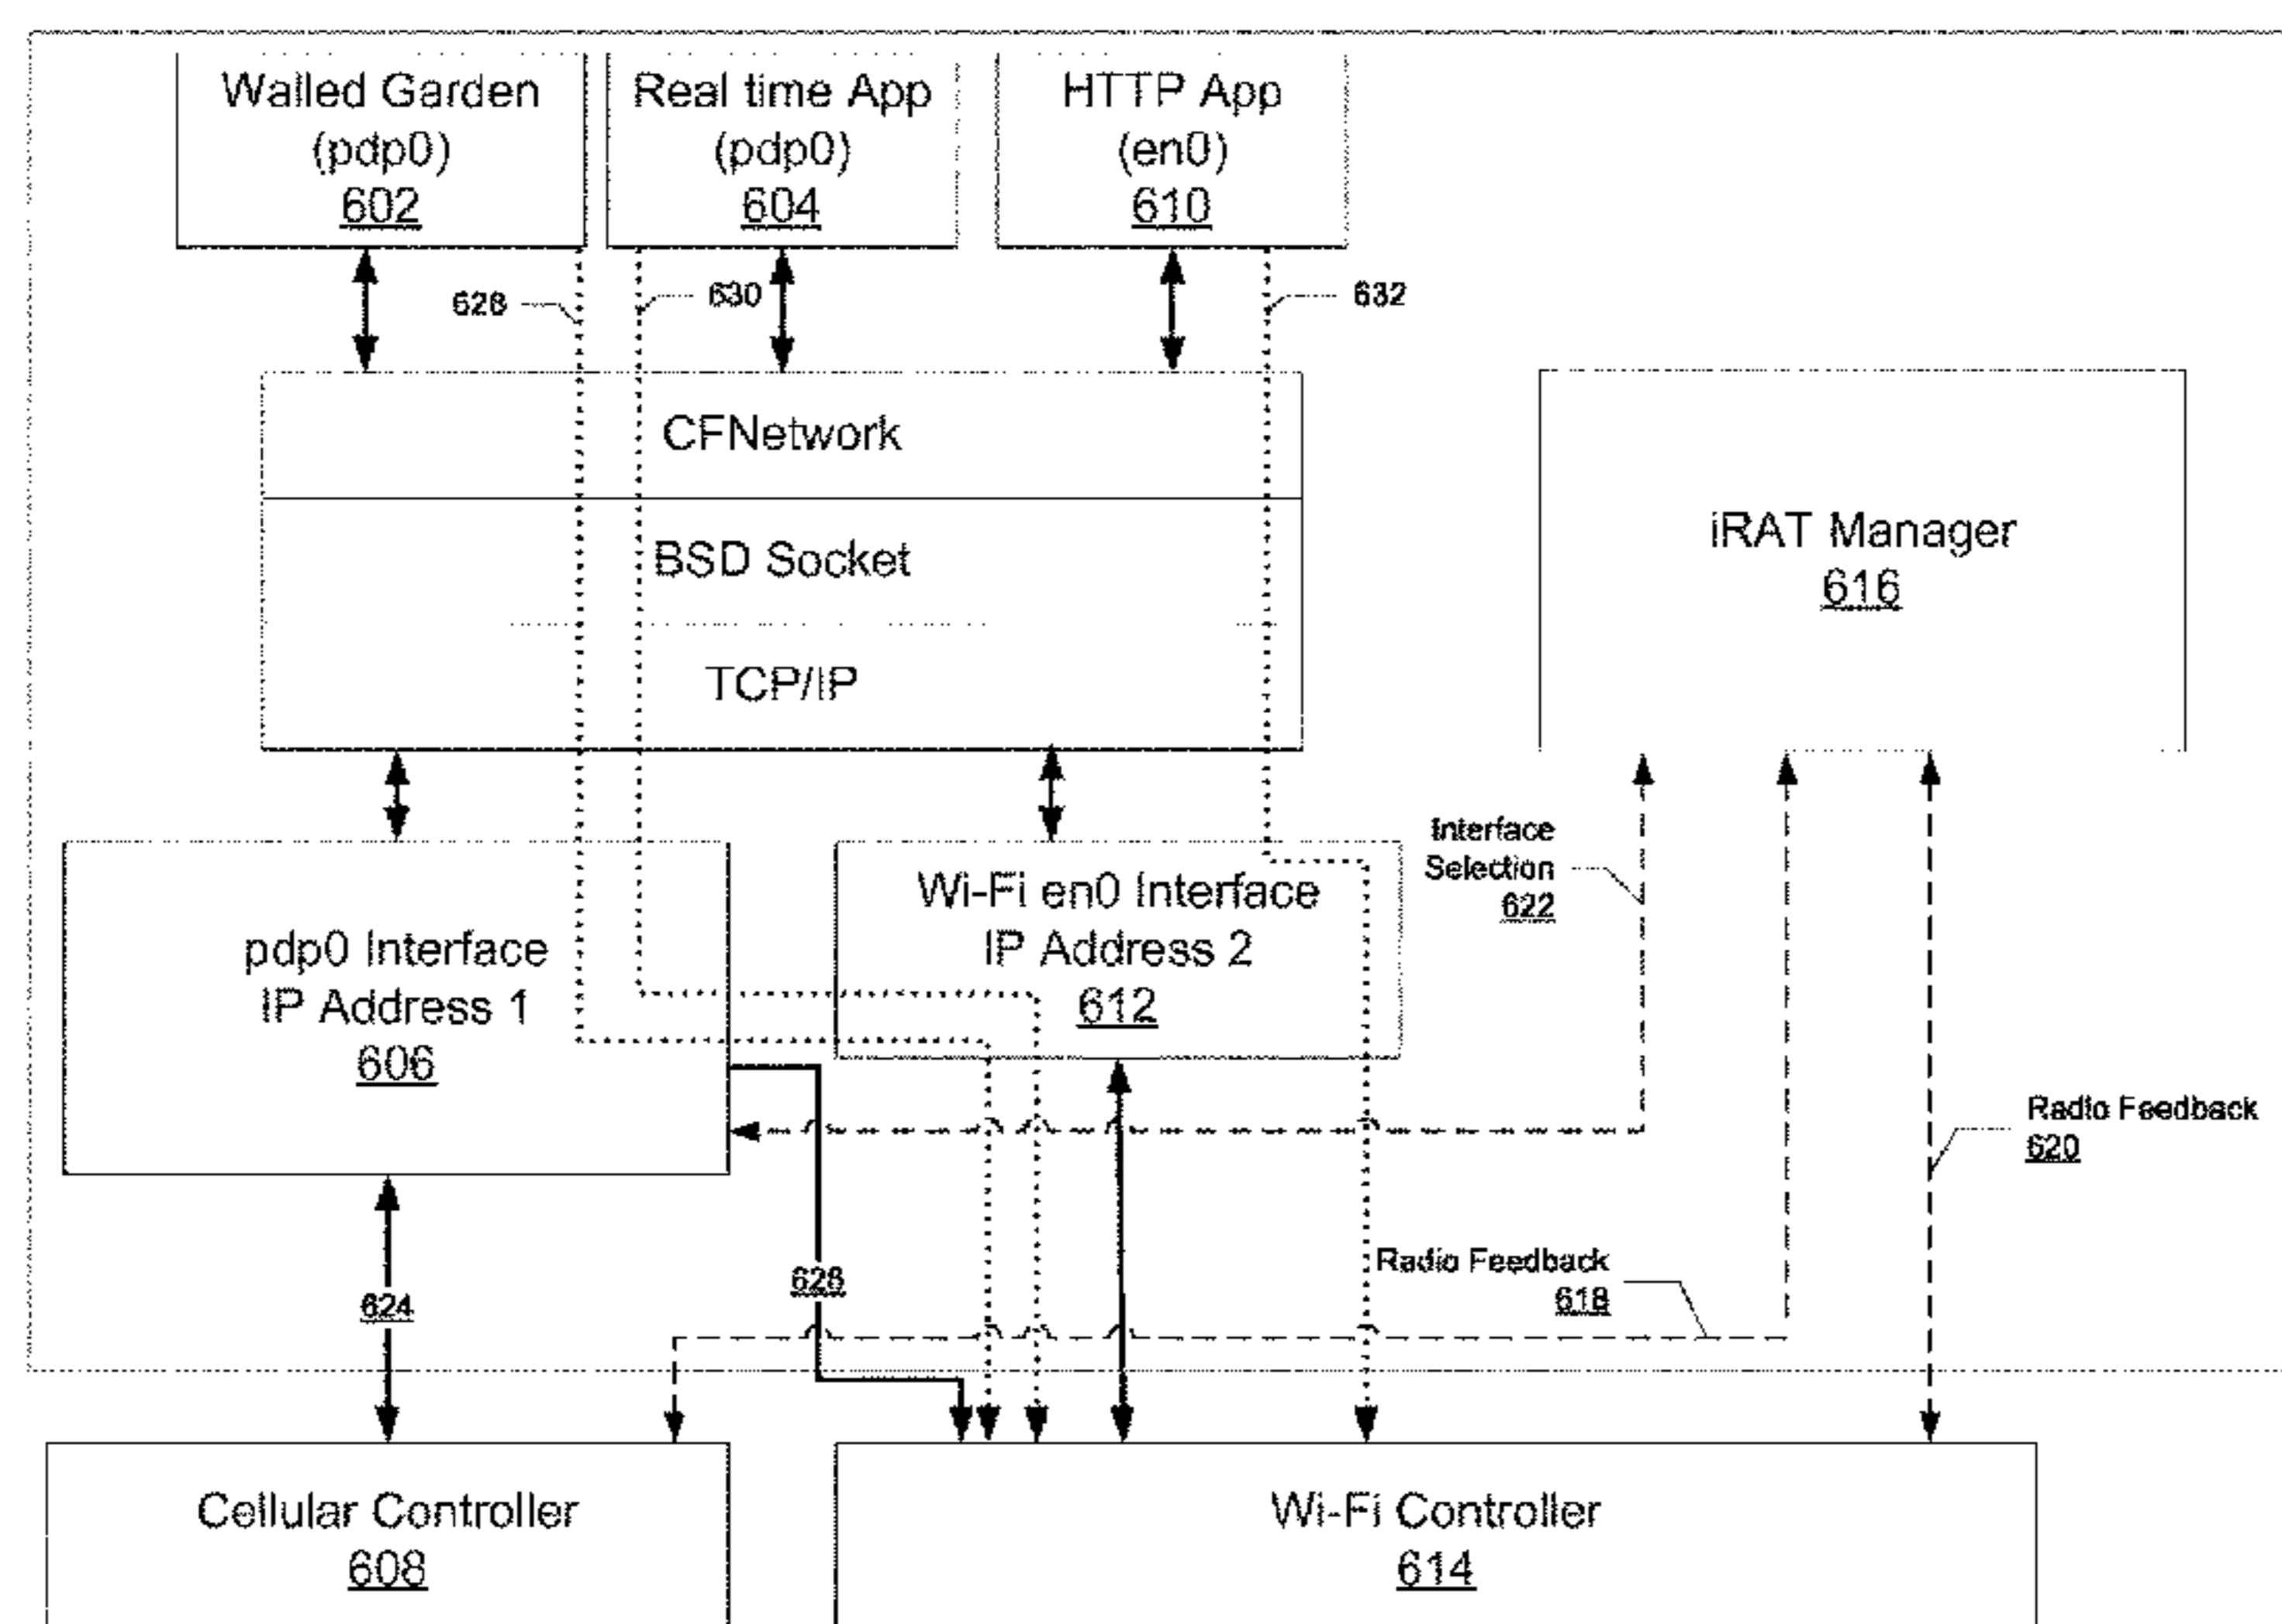 Walled Garden
(pdp0)
602
Real time App
(pdp0)
604
HTTP App
(en0)
610
628
630
632
CFNetwork
BSD Socket
TCP/IP
iRAT Manager
616
pdp0 Interface
IP Address 1
606
Wi-Fi en0 Interface
IP Address 2
612
Interface
Selection
622
Radio Feedback
620
Radio Feedback
618
624
626
Cellular Controller
608
Wi-Fi Controller
614